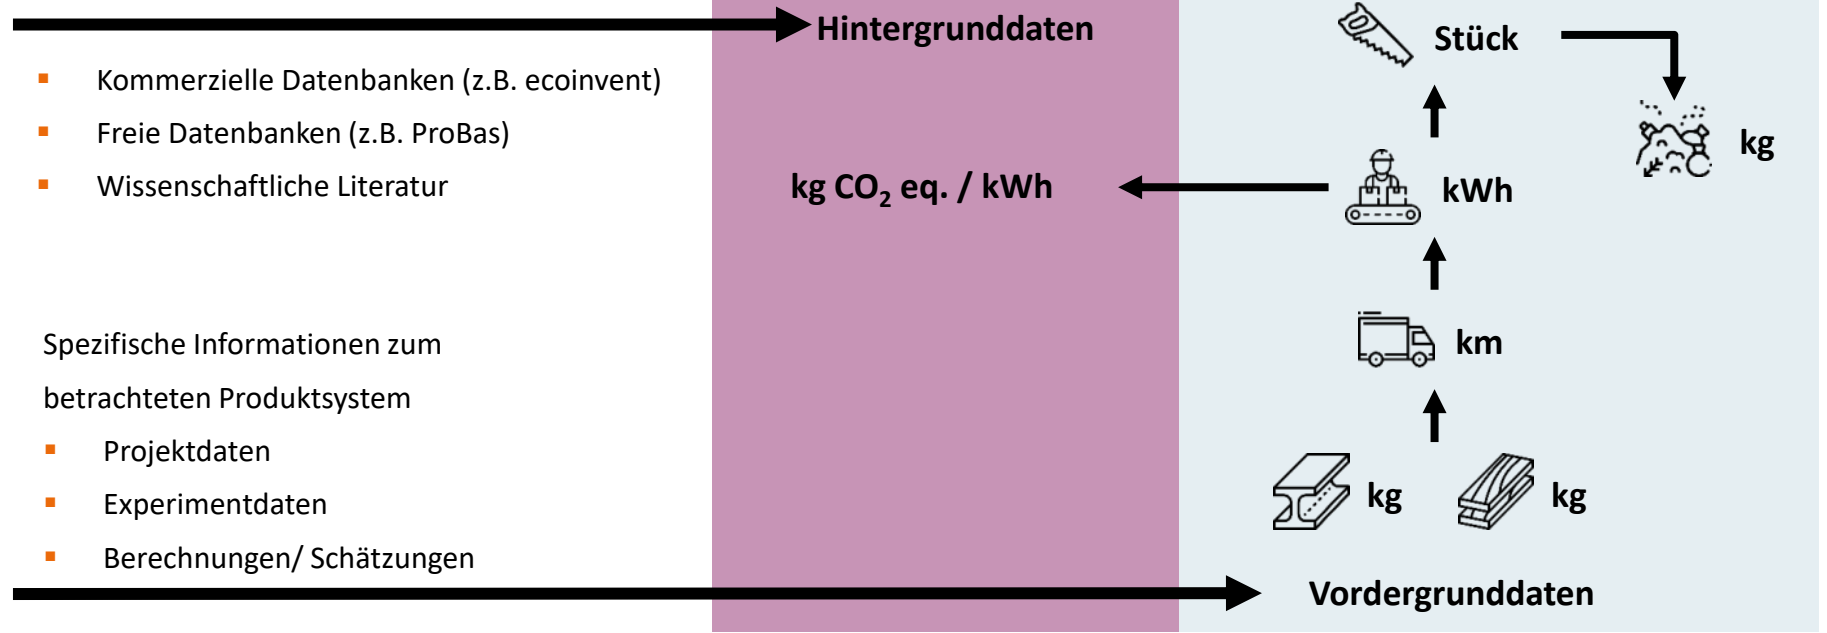 Hintergrunddaten
Kommerzielle Datenbanken (z.B. ecoinvent)
Freie Datenbanken (z.B. ProBas)
Wissenschaftliche Literatur
kg CO₂ eq. / kWh
Stück
kg
kWh
km
kg
kg
Spezifische Informationen zum
betrachteten Produktsystem
Projektdaten
Experimentdaten
Berechnungen/ Schätzungen
Vordergrunddaten